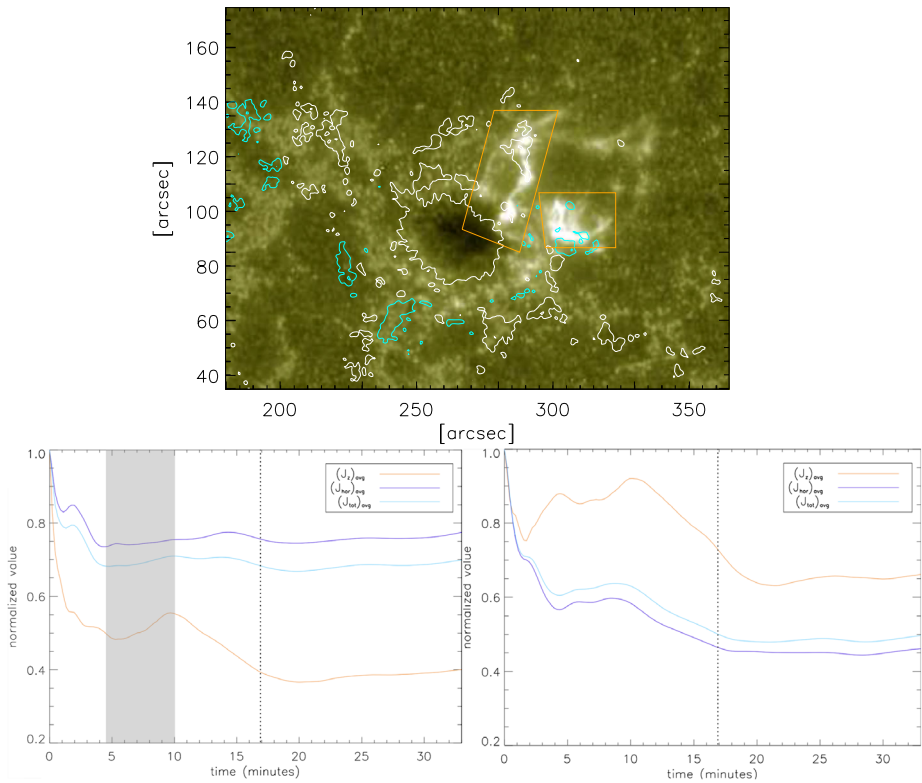 160
140
120
100
80
60
40
[arcsec]
200
250
300
350
[arcsec]
1.0
0.8
0.6
0.4
0.2
normalized value
(J_z)_avg
(J_hor)_avg
(J_tot)_avg
0
5
10
15
20
25
30
time (minutes)
1.0
0.8
0.6
0.4
0.2
normalized value
(J_z)_avg
(J_hor)_avg
(J_tot)_avg
0
5
10
15
20
25
30
time (minutes)